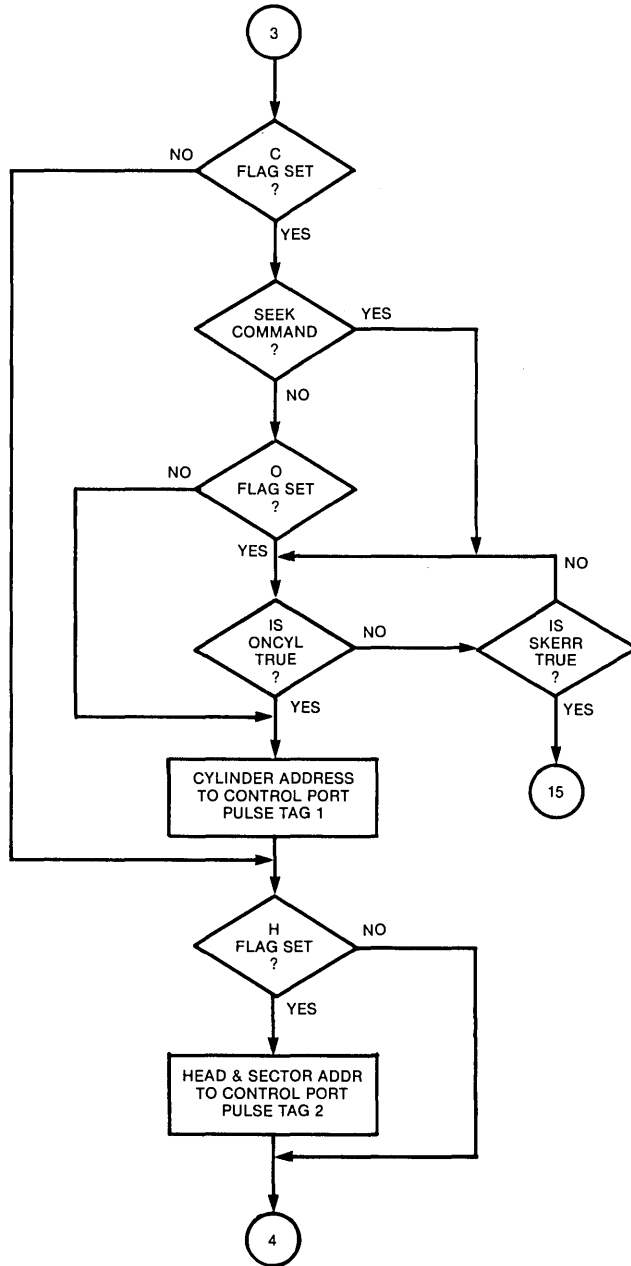 3
C
FLAG SET
?
NO
YES
SEEK
COMMAND
?
YES
NO
O
FLAG SET
?
NO
YES
IS
ONCYL
TRUE
?
NO
YES
IS
SKERR
TRUE
?
NO
YES
15
CYLINDER ADDRESS
TO CONTROL PORT
PULSE TAG 1
H
FLAG SET
?
NO
YES
HEAD & SECTOR ADDR
TO CONTROL PORT
PULSE TAG 2
4